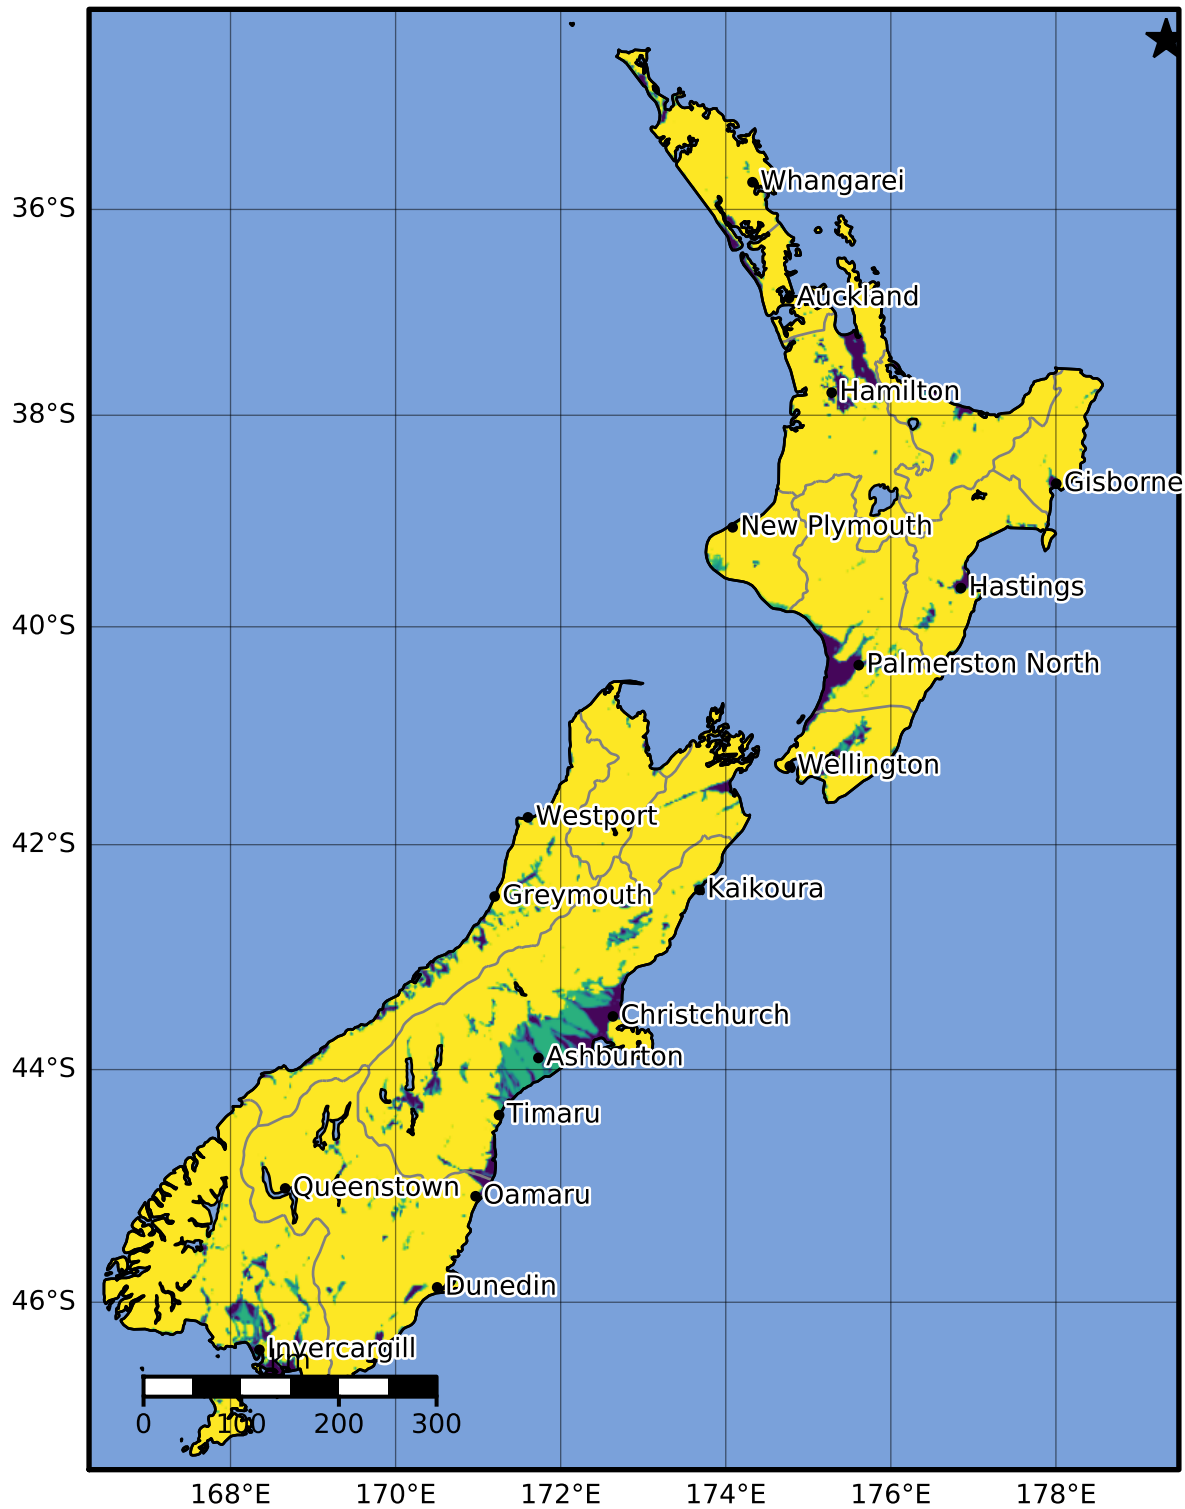 Whangarei
36°S
Auckland
Hamilton
38°S
Gisborne
New Plymouth
Hastings
40°S
Palmerston North
Wellington
Westport
42°S
Kaikoura
Greymouth
Christchurch
Ashburton
44°S
Timaru
Queenstown
Oamaru
Dunedin
46°S
Invercargill
km
0 100 200 300
168°E 170°E 172°E 174°E 176°E 178°E